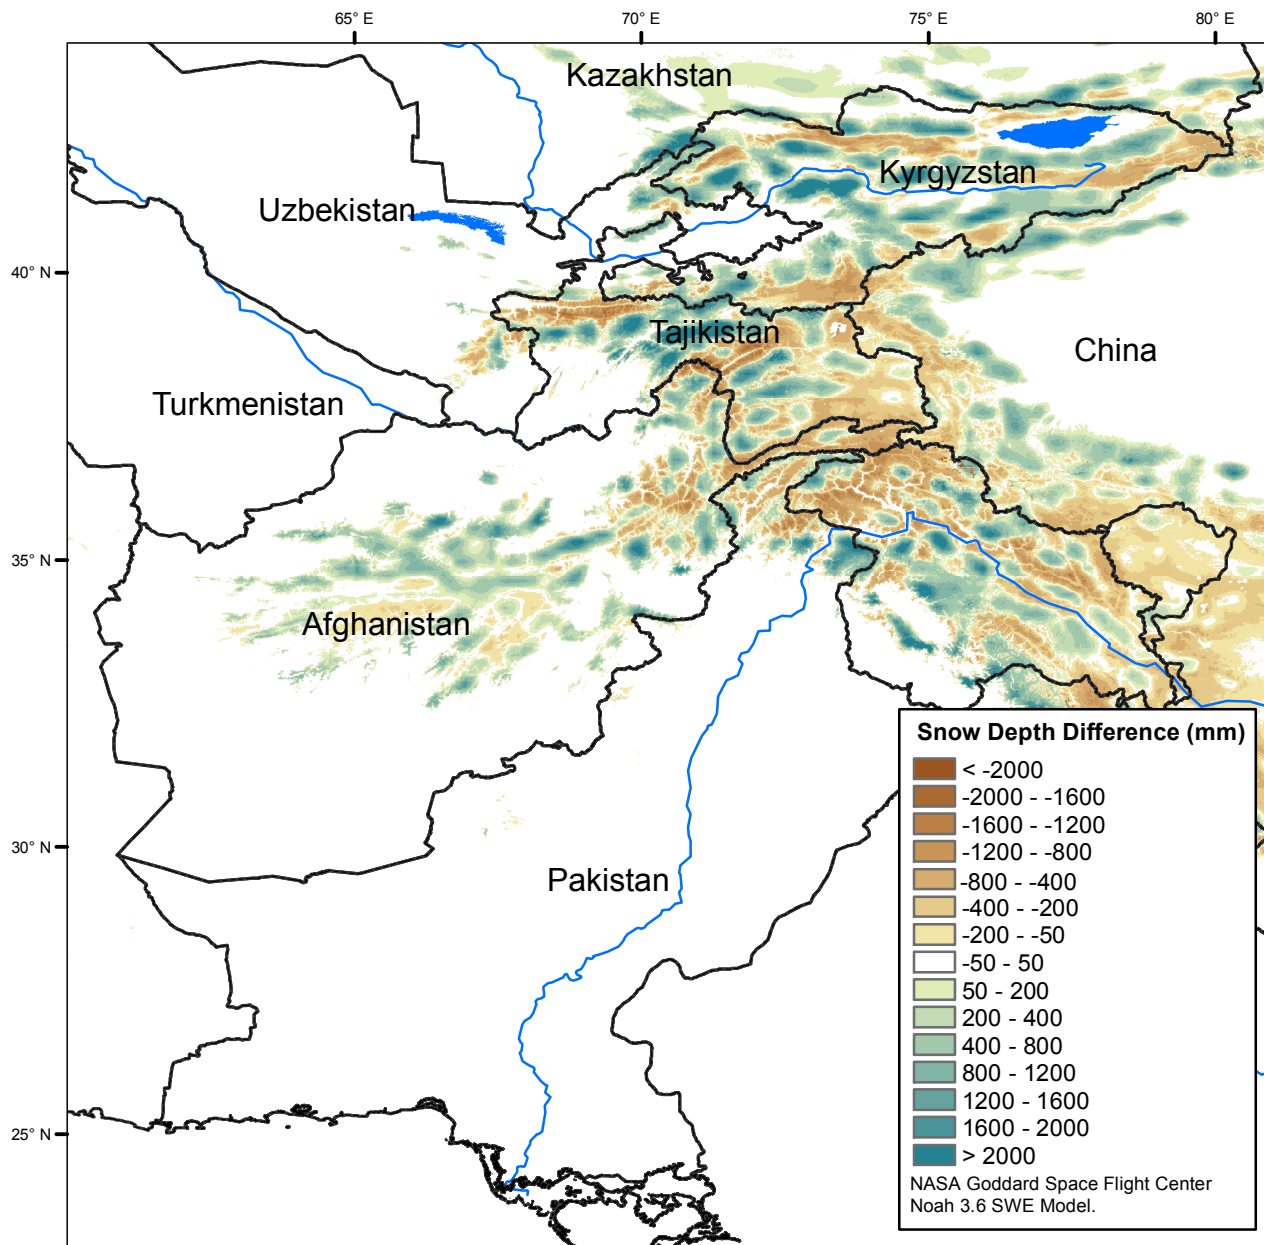 65° E
70° E
75° E
80° E
Kazakhstan
Kyrgyzstan
Uzbekistan
40° N
Tajikistan
China
Turkmenistan
35° N
Afghanistan
Snow Depth Difference (mm)
< -2000
-2000 - -1600
-1600 - -1200
30° N
-1200 - -800
Pakistan
-800 - -400
-400 - -200
-200 - -50
-50 - 50
50 - 200
200 - 400
400 - 800
800 - 1200
1200 - 1600
25° N
1600 - 2000
> 2000
NASA Goddard Space Flight Center
Noah 3.6 SWE Model.